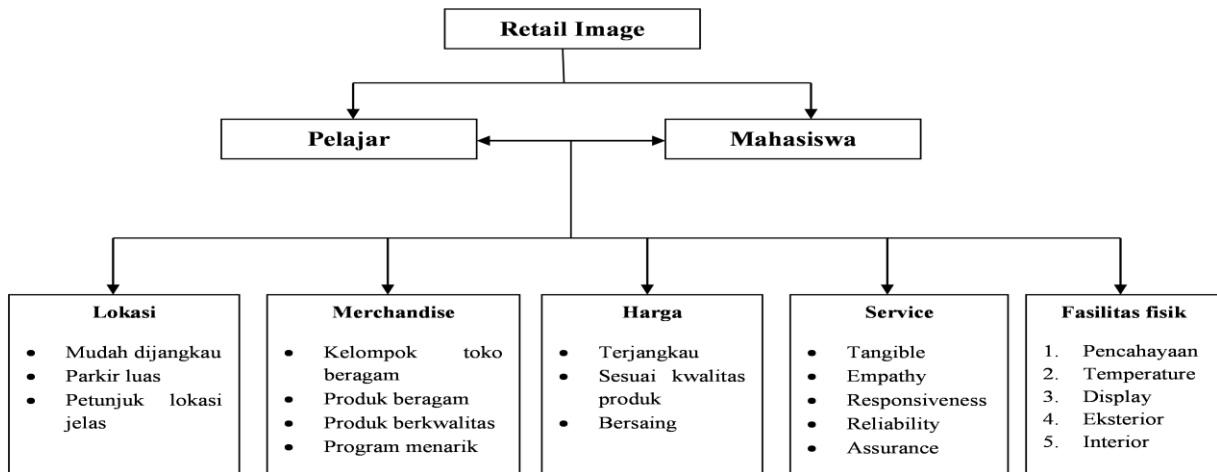 Retail Image
Pelajar
Mahasiswa
Lokasi
• Mudah dijangkau
• Parkir luas
• Petunjuk lokasi
jelas
Merchandise
• Kelompok toko
beragam
• Produk beragam
• Produk berkwalitas
• Program menarik
Harga
• Terjangkau
• Sesuai kwalitas
produk
• Bersaing
Service
• Tangible
• Empathy
• Responsiveness
• Reliability
• Assurance
Fasilitas fisik
1. Pencahayaan
2. Temperature
3. Display
4. Eksterior
5. Interior